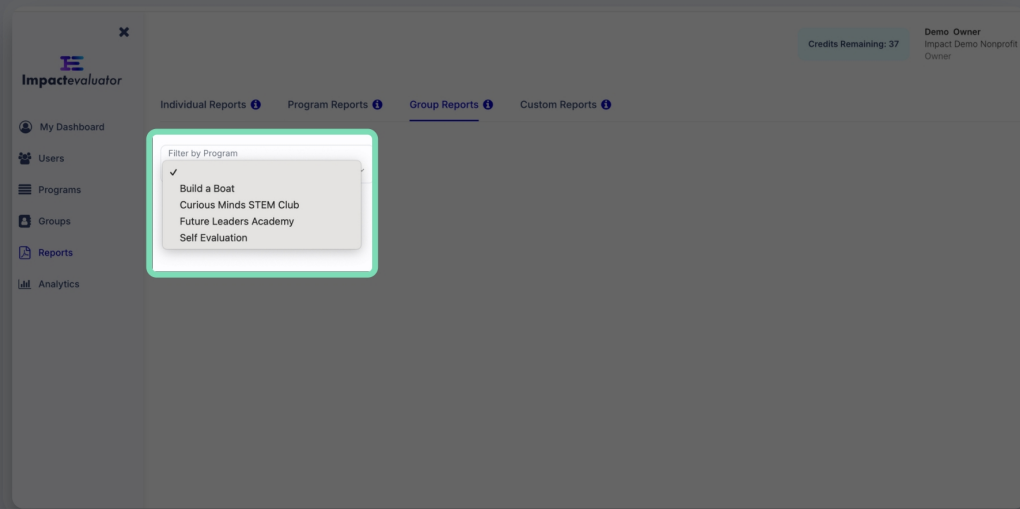 Credits Remaining: 37
Demo Owner
Impact Demo Nonprofit
Owner
Impactevaluator
My Dashboard
Users
Programs
Groups
Reports
Analytics
Individual Reports
Program Reports
Group Reports
Custom Reports
Filter by Program
Build a Boat
Curious Minds STEM Club
Future Leaders Academy
Self Evaluation